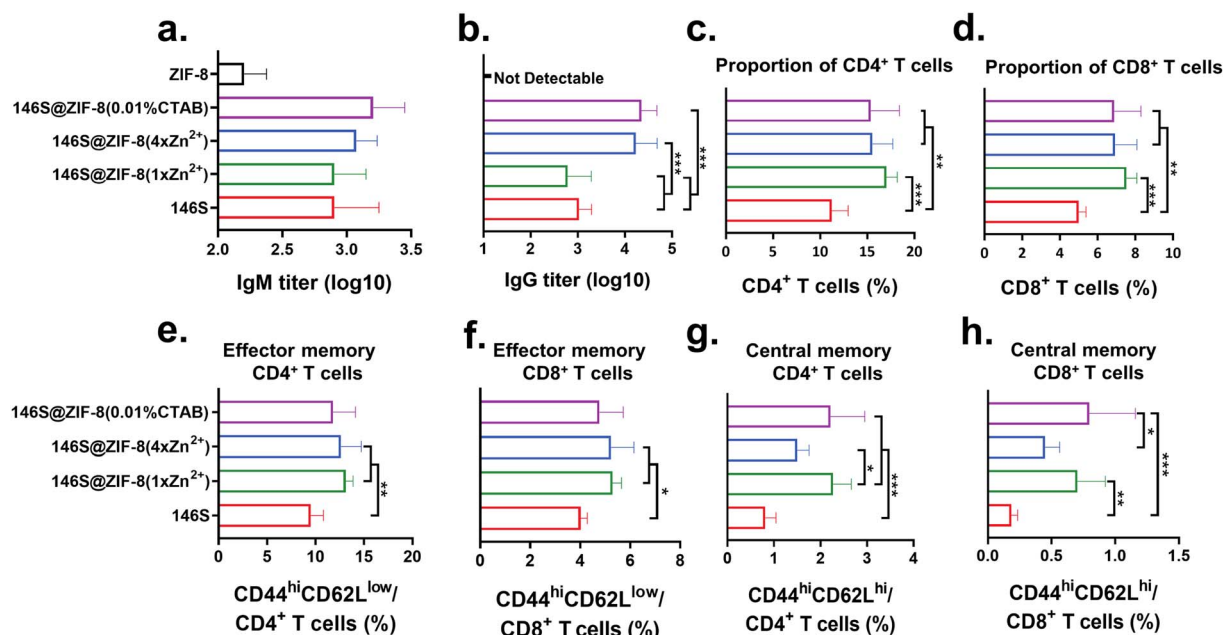 a.
ZIF-8
146S@ZIF-8(0.01%CTAB)
146S@ZIF-8(4xZn²⁺)
146S@ZIF-8(1xZn²⁺)
146S
2.0 2.5 3.0 3.5
IgM titer (log10)
b.
Not Detectable
***
***
1 2 3 4 5
IgG titer (log10)
c.
Proportion of CD4⁺ T cells
**
***
0 5 10 15 20
CD4⁺ T cells (%)
d.
Proportion of CD8⁺ T cells
**
***
0 2 4 6 8 10
CD8⁺ T cells (%)
e.
Effector memory
CD4⁺ T cells
146S@ZIF-8(0.01%CTAB)
146S@ZIF-8(4xZn²⁺)
146S@ZIF-8(1xZn²⁺)
146S
**
0 5 10 15 20
CD44ʰⁱCD62Lˡᵒʷ/
CD4⁺ T cells (%)
f.
Effector memory
CD8⁺ T cells
*
0 2 4 6 8
CD44ʰⁱCD62Lˡᵒʷ/
CD8⁺ T cells (%)
g.
Central memory
CD4⁺ T cells
*
***
0 1 2 3 4
CD44ʰⁱCD62Lʰⁱ/
CD4⁺ T cells (%)
h.
Central memory
CD8⁺ T cells
*
***
**
0.0 0.5 1.0 1.5
CD44ʰⁱCD62Lʰⁱ/
CD8⁺ T cells (%)